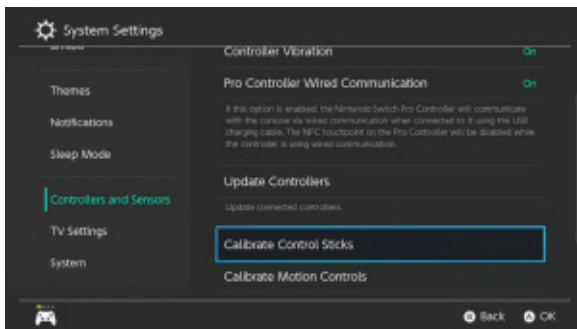 System Settings
Themes
Notifications
Sleep Mode
Controllers and Sensors
TV Settings
System
Controller Vibration On
Pro Controller Wired Communication On
If this option is enabled, the Nintendo Switch Pro Controller will communicate
with the console via wired communication when connected to it using the USB
charging cable. The NFC touchpoint on the Pro Controller will be disabled while
the controller is using wired communication.
Update Controllers
Update connected controllers.
Calibrate Control Sticks
Calibrate Motion Controls
B Back A OK